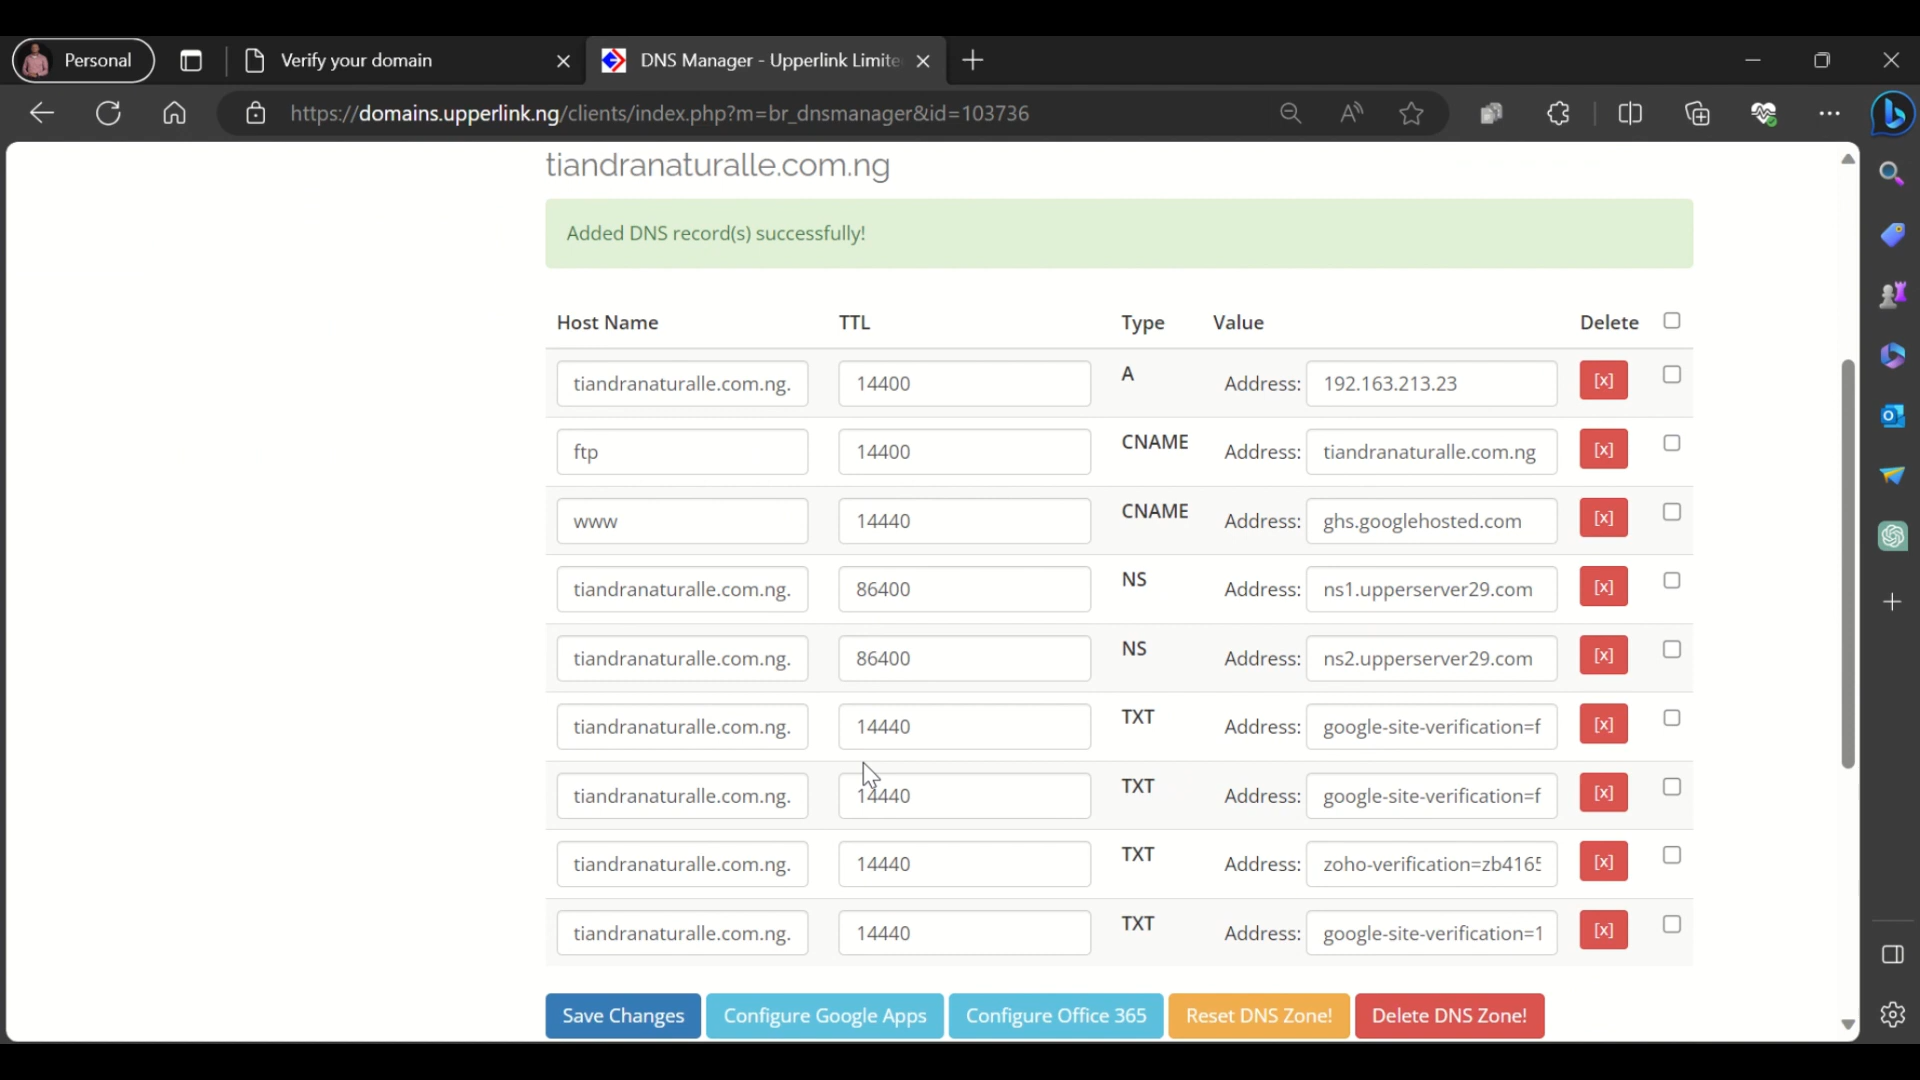 Personal
Verify your domain
DNS Manager - Upperlink Limite
https://domains.upperlink.ng/clients/index.php?m=br_dnsmanager&id=103736
tiandranaturalle.com.ng
Added DNS record(s) successfully!
Host Name TTL Type Value Delete
tiandranaturalle.com.ng. 14400 A Address: 192.163.213.23 [x]
ftp 14400 CNAME Address: tiandranaturalle.com.ng [x]
www 14440 CNAME Address: ghs.googlehosted.com [x]
tiandranaturalle.com.ng. 86400 NS Address: ns1.upperserver29.com [x]
tiandranaturalle.com.ng. 86400 NS Address: ns2.upperserver29.com [x]
tiandranaturalle.com.ng. 14440 TXT Address: google-site-verification=f [x]
tiandranaturalle.com.ng. 14440 TXT Address: google-site-verification=f [x]
tiandranaturalle.com.ng. 14440 TXT Address: zoho-verification=zb4165 [x]
tiandranaturalle.com.ng. 14440 TXT Address: google-site-verification=1 [x]
Save Changes Configure Google Apps Configure Office 365 Reset DNS Zone! Delete DNS Zone!